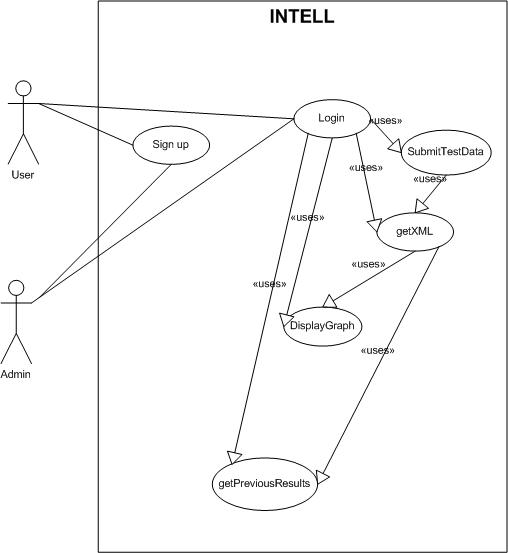 INTELL
Login
«uses»
Sign up
SubmitTestData
User
«uses»
«uses»
«uses»
getXML
«uses»
«uses»
DisplayGraph
«uses»
Admin
getPreviousResults